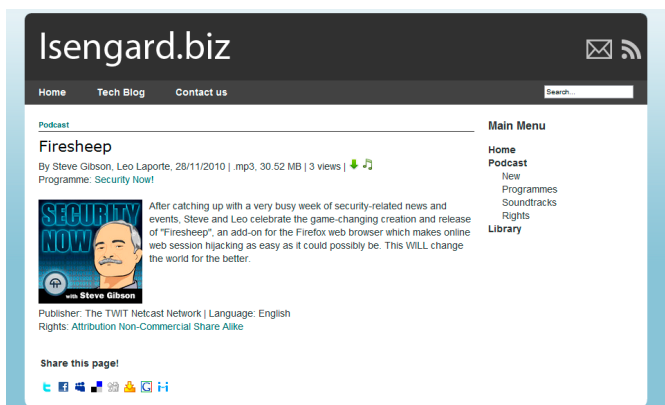 Isengard.biz
Home Tech Blog Contact us Search...
Podcast
Firesheep
By Steve Gibson, Leo Laporte, 28/11/2010 | .mp3, 30.52 MB | 3 views |
Programme: Security Now!
SECURITY
NOW
with Steve Gibson
After catching up with a very busy week of security-related news and
events, Steve and Leo celebrate the game-changing creation and release
of "Firesheep", an add-on for the Firefox web browser which makes online
web session hijacking as easy as it could possibly be. This WILL change
the world for the better.
Publisher: The TWIT Netcast Network | Language: English
Rights: Attribution Non-Commercial Share Alike
Share this page!
Main Menu
Home
Podcast
New
Programmes
Soundtracks
Rights
Library